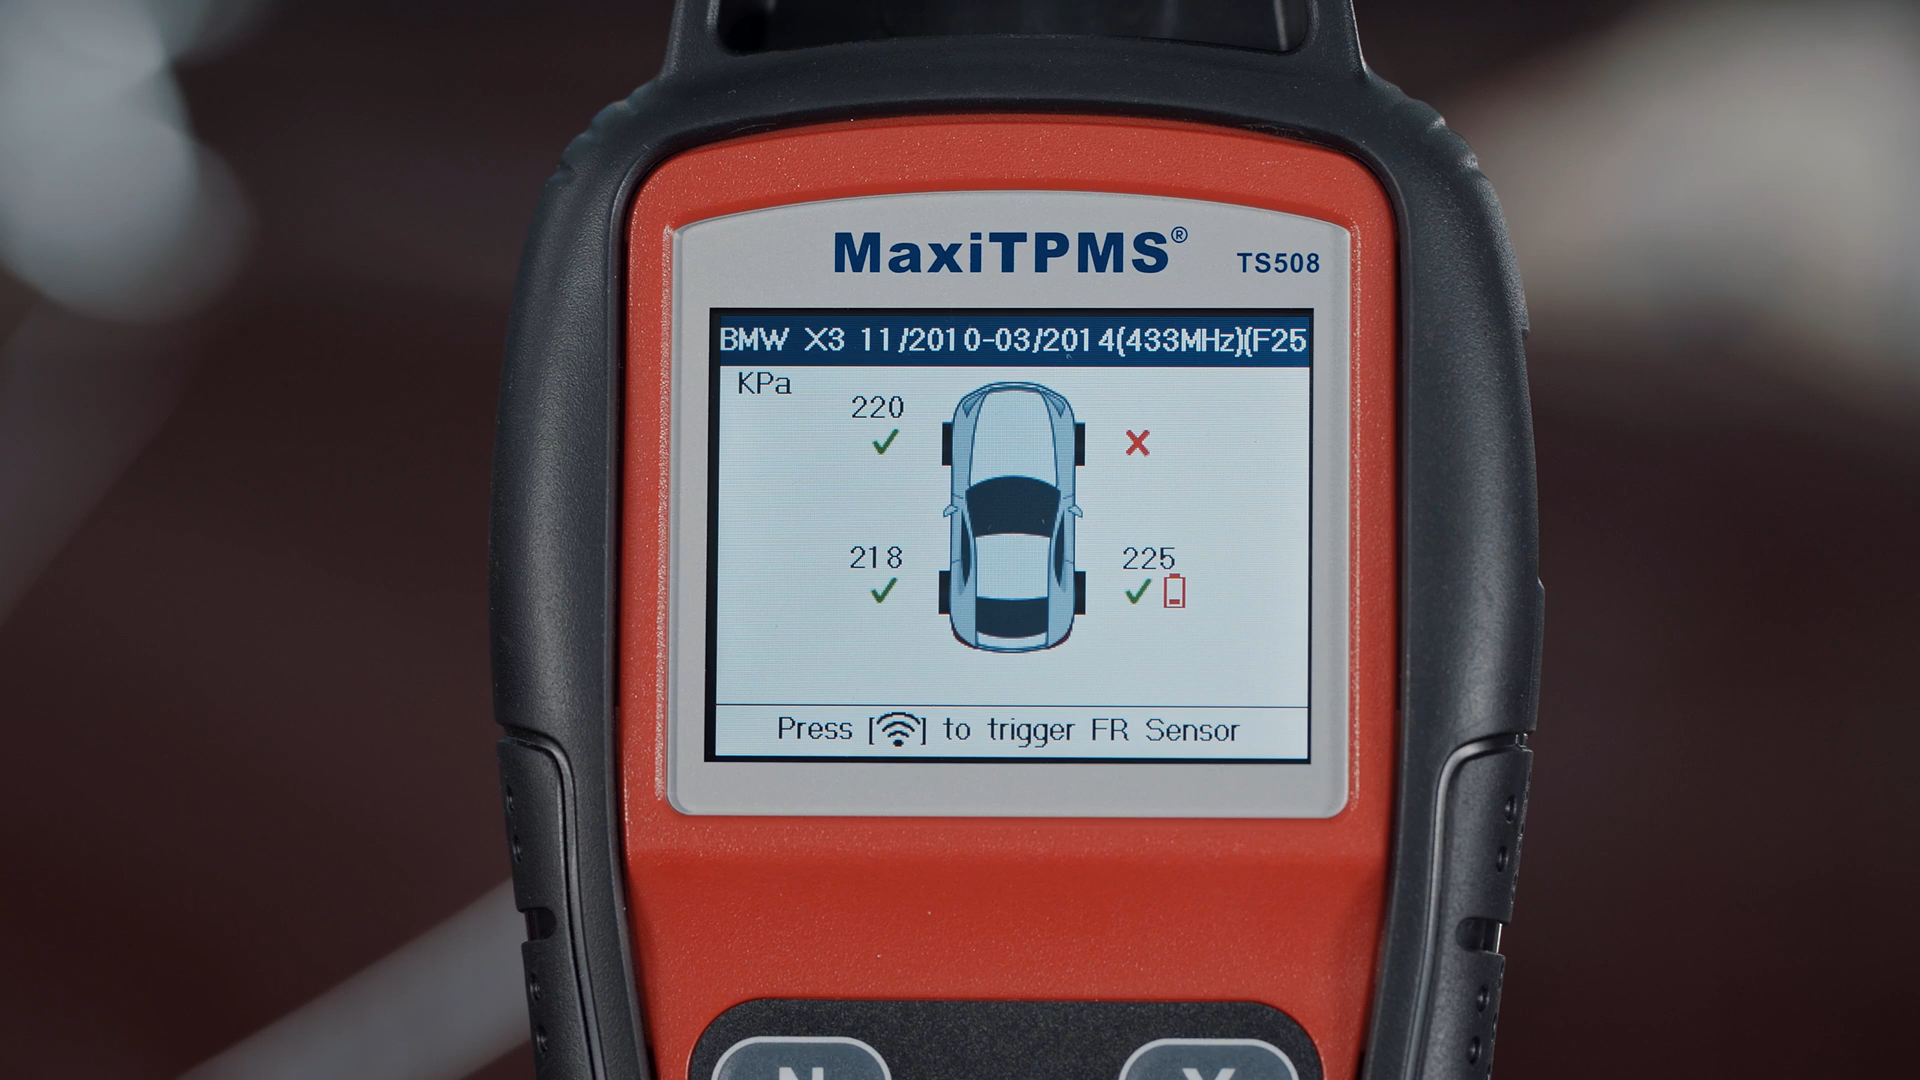 MaxiTPMS®
TS508
BMW X3 11/2010-03/2014(433MHz)(F25
KPa
220
218
225
Press [] to trigger FR Sensor
N Y